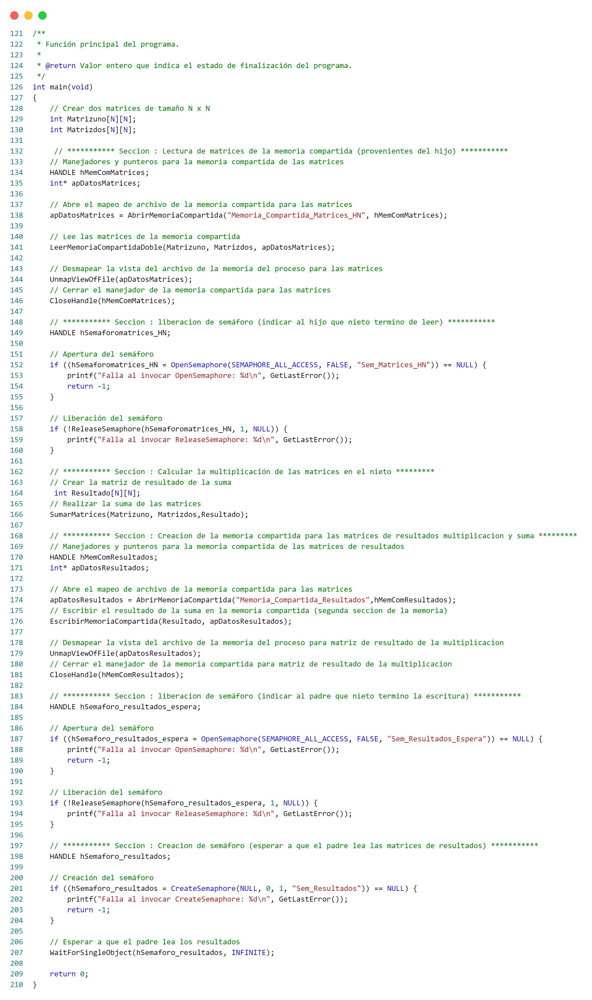 121 /**
122  * Función principal del programa.
123  *
124  * @return Valor entero que indica el estado de finalización del programa.
125  */
126 int main(void)
127 {
128     // Crear dos matrices de tamaño N x N
129     int Matrizuno[N][N];
130     int Matrizdos[N][N];
131
132      // *********** Seccion : Lectura de matrices de la memoria compartida (provenientes del hijo) ***********
133     // Manejadores y punteros para la memoria compartida de las matrices
134     HANDLE hMemComMatrices;
135     int* apDatosMatrices;
136
137     // Abre el mapeo de archivo de la memoria compartida para las matrices
138     apDatosMatrices = AbrirMemoriaCompartida("Memoria_Compartida_Matrices_HN", hMemComMatrices);
139
140     // Lee las matrices de la memoria compartida
141     LeerMemoriaCompartidaDoble(Matrizuno, Matrizdos, apDatosMatrices);
142
143     // Desmapear la vista del archivo de la memoria del proceso para las matrices
144     UnmapViewOfFile(apDatosMatrices);
145     // Cerrar el manejador de la memoria compartida para las matrices
146     CloseHandle(hMemComMatrices);
147
148     // *********** Seccion : liberacion de semáforo (indicar al hijo que nieto termino de leer) ***********
149     HANDLE hSemaforomatrices_HN;
150
151     // Apertura del semáforo
152     if ((hSemaforomatrices_HN = OpenSemaphore(SEMAPHORE_ALL_ACCESS, FALSE, "Sem_Matrices_HN")) == NULL) {
153         printf("Falla al invocar OpenSemaphore: %d\n", GetLastError());
154         return -1;
155     }
156
157     // Liberación del semáforo
158     if (!ReleaseSemaphore(hSemaforomatrices_HN, 1, NULL)) {
159         printf("Falla al invocar ReleaseSemaphore: %d\n", GetLastError());
160     }
161
162     // *********** Seccion : Calcular la multiplicación de las matrices en el nieto *********
163     // Crear la matriz de resultado de la suma
164      int Resultado[N][N];
165     // Realizar la suma de las matrices
166     SumarMatrices(Matrizuno, Matrizdos,Resultado);
167
168     // *********** Seccion : Creacion de la memoria compartida para las matrices de resultados multiplicacion y suma *********
169     // Manejadores y punteros para la memoria compartida de las matrices de resultados
170     HANDLE hMemComResultados;
171     int* apDatosResultados;
172
173     // Abre el mapeo de archivo de la memoria compartida para las matrices
174     apDatosResultados = AbrirMemoriaCompartida("Memoria_Compartida_Resultados",hMemComResultados);
175     // Escribir el resultado de la suma en la memoria compartida (segunda seccion de la memoria)
176     EscribirMemoriaCompartida(Resultado, apDatosResultados);
177
178     // Desmapear la vista del archivo de la memoria del proceso para matriz de resultado de la multiplicacion
179     UnmapViewOfFile(apDatosResultados);
180     // Cerrar el manejador de la memoria compartida para matriz de resultado de la multiplicacion
181     CloseHandle(hMemComResultados);
182
183     // *********** Seccion : liberacion de semáforo (indicar al padre que nieto termino la escritura) ***********
184     HANDLE hSemaforo_resultados_espera;
185
186     // Apertura del semáforo
187     if ((hSemaforo_resultados_espera = OpenSemaphore(SEMAPHORE_ALL_ACCESS, FALSE, "Sem_Resultados_Espera")) == NULL) {
188         printf("Falla al invocar OpenSemaphore: %d\n", GetLastError());
189         return -1;
190     }
191
192     // Liberación del semáforo
193     if (!ReleaseSemaphore(hSemaforo_resultados_espera, 1, NULL)) {
194         printf("Falla al invocar ReleaseSemaphore: %d\n", GetLastError());
195     }
196
197     // *********** Seccion : Creacion de semáforo (esperar a que el padre lea las matrices de resultados) ***********
198     HANDLE hSemaforo_resultados;
199
200     // Creación del semáforo
201     if ((hSemaforo_resultados = CreateSemaphore(NULL, 0, 1, "Sem_Resultados")) == NULL) {
202         printf("Falla al invocar CreateSemaphore: %d\n", GetLastError());
203         return -1;
204     }
205
206     // Esperar a que el padre lea los resultados
207     WaitForSingleObject(hSemaforo_resultados, INFINITE);
208
209     return 0;
210 }